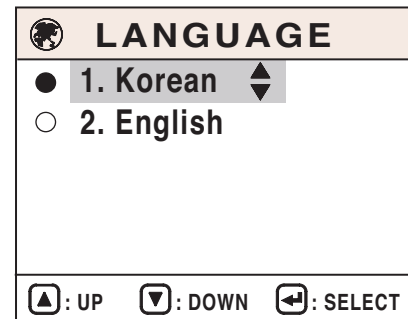 LANGUAGE
1. Korean
2. English
: UP : DOWN : SELECT